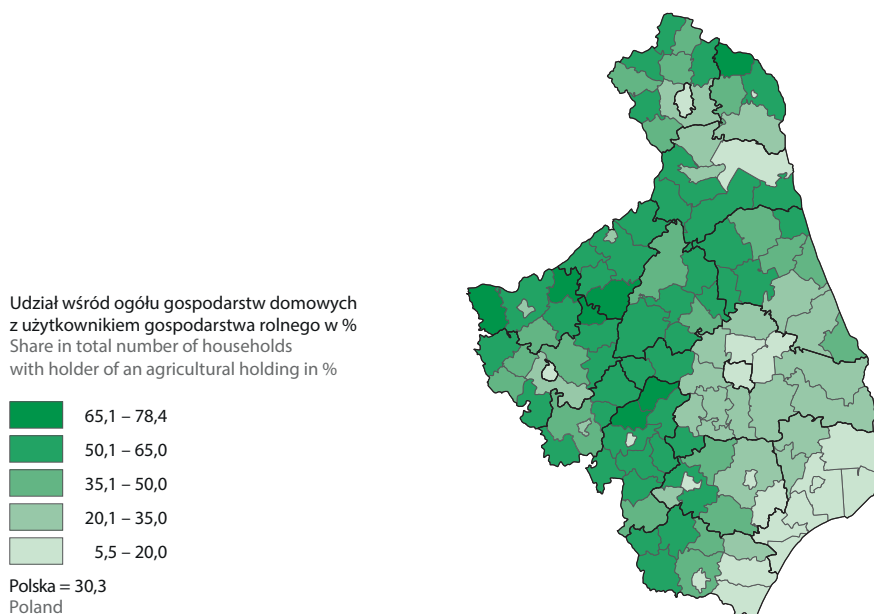 Udział wśród ogółu gospodarstw domowych
z użytkownikiem gospodarstwa rolnego w %
Share in total number of households
with holder of an agricultural holding in %
65,1 – 78,4
50,1 – 65,0
35,1 – 50,0
20,1 – 35,0
5,5 – 20,0
Polska = 30,3
Poland